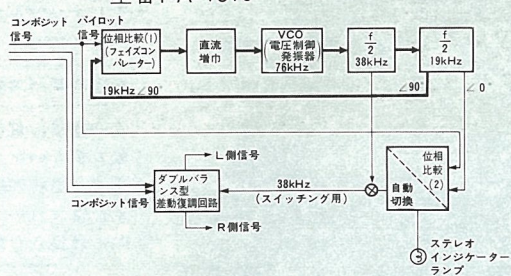 コンポジット
信号
パイロット
信号
位相比較(1)
(フェイズコン
パレーター)
直流
増巾
VCO
(電圧制御
発振器)
76kHz
f/2
38kHz
f/2
19kHz
19kHz∠90°
∠90°
∠0°
ダブルバラ
ンス型
差動復調回路
コンポジット信号
L側信号
R側信号
38kHz
(スイッチング用)
位相
比較
(2)
自動
切換
ステレオ
インジケーター
ランプ